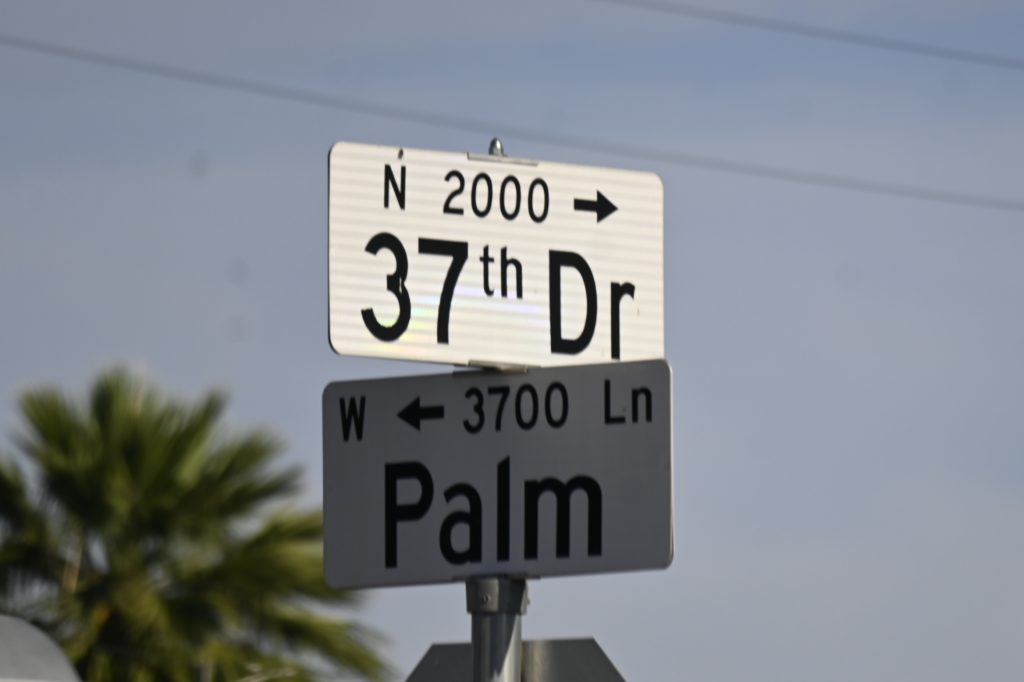 N 2000 →
37th Dr
W ← 3700 Ln
Palm